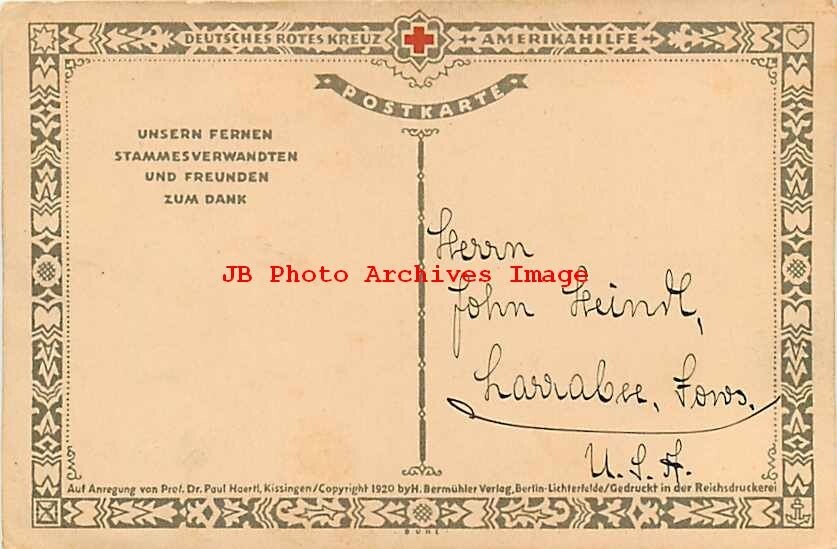 DEUTSCHES ROTES KREUZ AMERIKAHILFE
POSTKARTE
UNSERN FERNEN
STAMMESVERWANDTEN
UND FREUNDEN
ZUM DANK
JB Photo Archives Image
Herrn
John Heindl,
Larrabee, Iowa.
U.S.A.
Auf Anregung von Prof. Dr. Paul Haertl, Kissingen/Copyright 1920 by H. Bermühler Verlag, Berlin-Lichterfelde/Gedruckt in der Reichsdruckerei